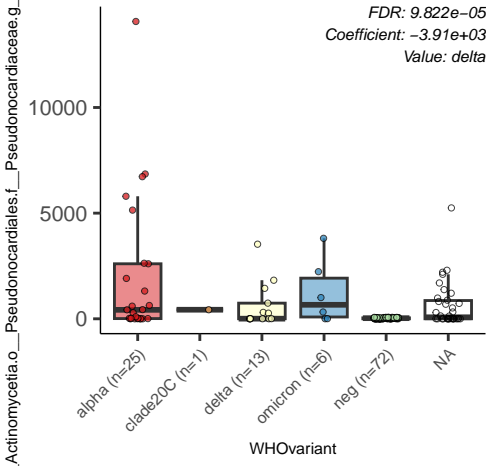 FDR: 9.822e−05
Coefficient: −3.91e+03
Value: delta
Actinomycetia.o__Pseudonocardiales.f__Pseudonocardiaceae.g_
10000
5000
0
alpha (n=25)
clade20C (n=1)
delta (n=13)
omicron (n=6)
neg (n=72)
NA
WHOvariant